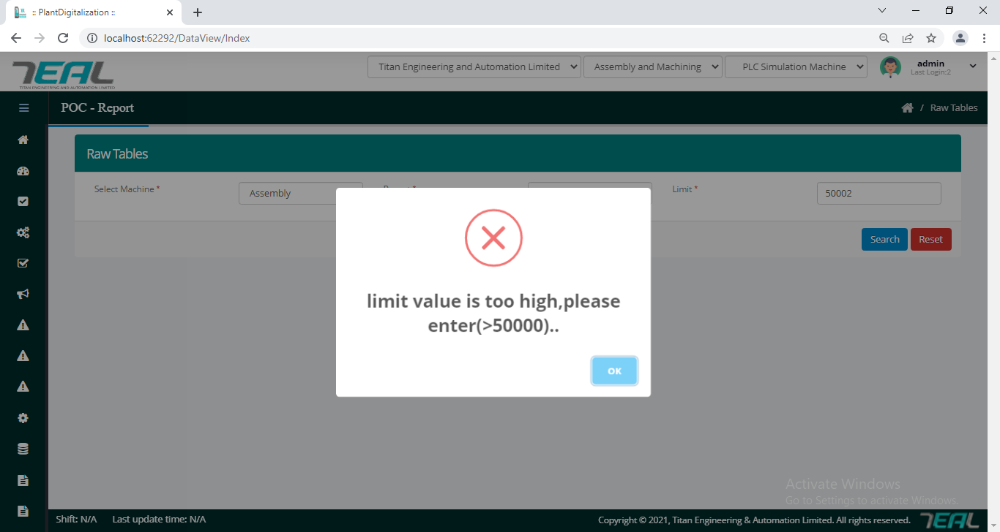 :: PlantDigitalization ::
localhost:62292/DataView/Index
TEAL
TITAN ENGINEERING AND AUTOMATION LIMITED
Titan Engineering and Automation Limited
Assembly and Machining
PLC Simulation Machine
admin
Last Login:2
POC - Report
/ Raw Tables
Raw Tables
Select Machine *
Assembly
Limit *
50002
Search
Reset
limit value is too high,please
enter(>50000)..
OK
Activate Windows
Go to Settings to activate Windows.
Shift: N/A
Last update time: N/A
Copyright © 2021, Titan Engineering & Automation Limited. All rights reserved.
TEAL